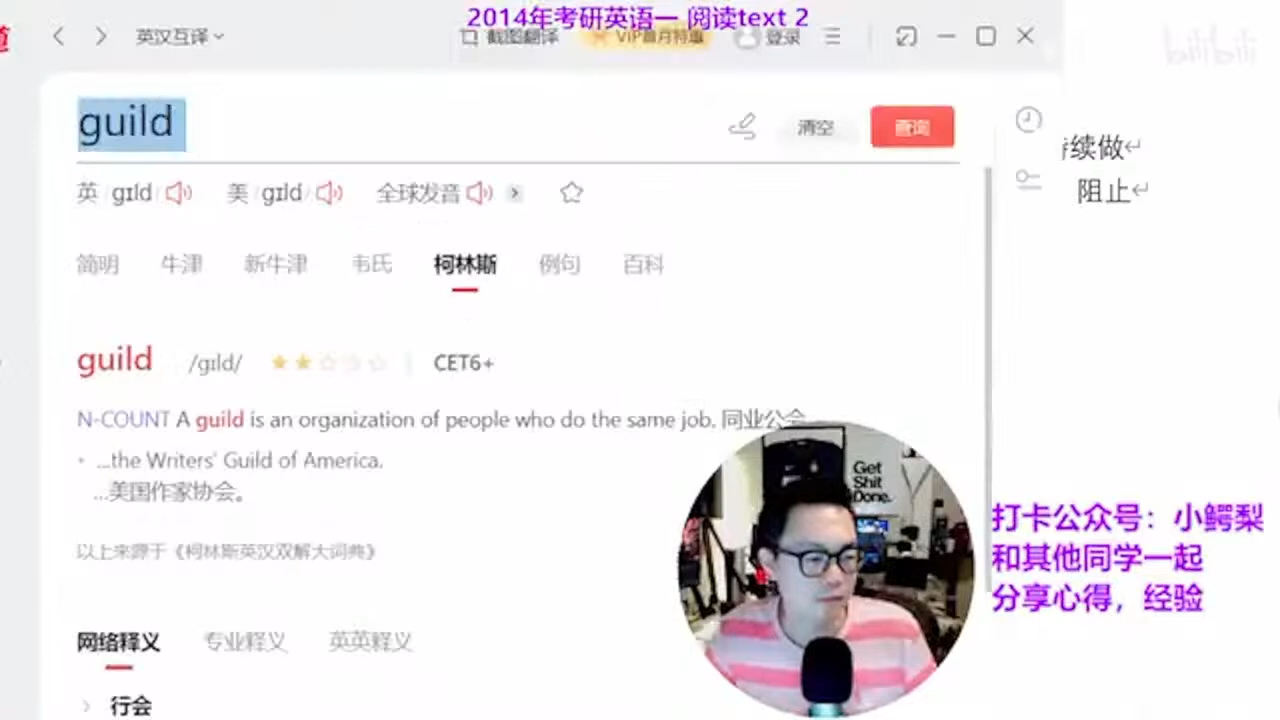 2014年考研英语一 阅读text 2
英汉互译
截图翻译
VIP首月特惠
登录
bilibili
guild
清空
查询
续做
阻止
英 / gɪld /
美 / gɪld /
全球发音
简明 牛津 新牛津 韦氏 柯林斯 例句 百科
guild /gɪld/ CET6+
N-COUNT A guild is an organization of people who do the same job. 同业公会
...the Writers' Guild of America.
...美国作家协会。
Get
Shit
Done.
打卡公众号：小鳄梨
和其他同学一起
分享心得，经验
以上来源于《柯林斯英汉双解大词典》
网络释义 专业释义 英英释义
行会